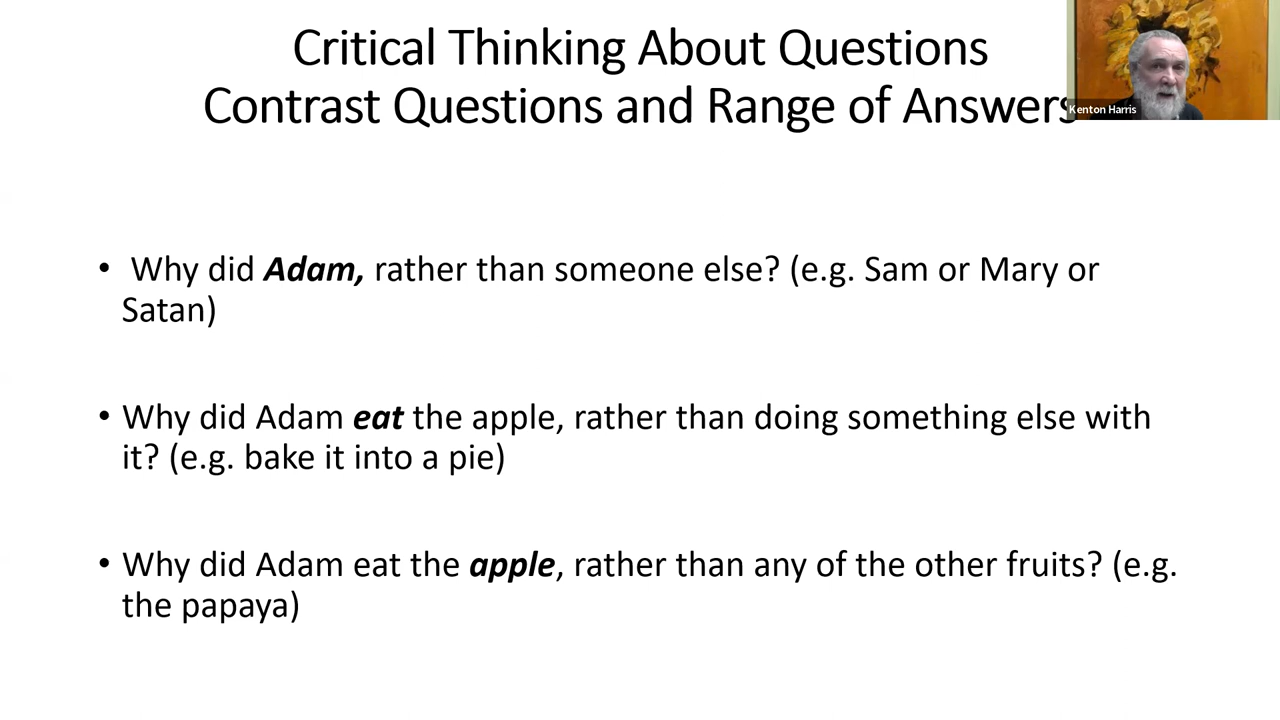 Critical Thinking About Questions
Contrast Questions and Range of Answers
Kenton Harris
• Why did Adam, rather than someone else? (e.g. Sam or Mary or
Satan)
• Why did Adam eat the apple, rather than doing something else with
it? (e.g. bake it into a pie)
• Why did Adam eat the apple, rather than any of the other fruits? (e.g.
the papaya)